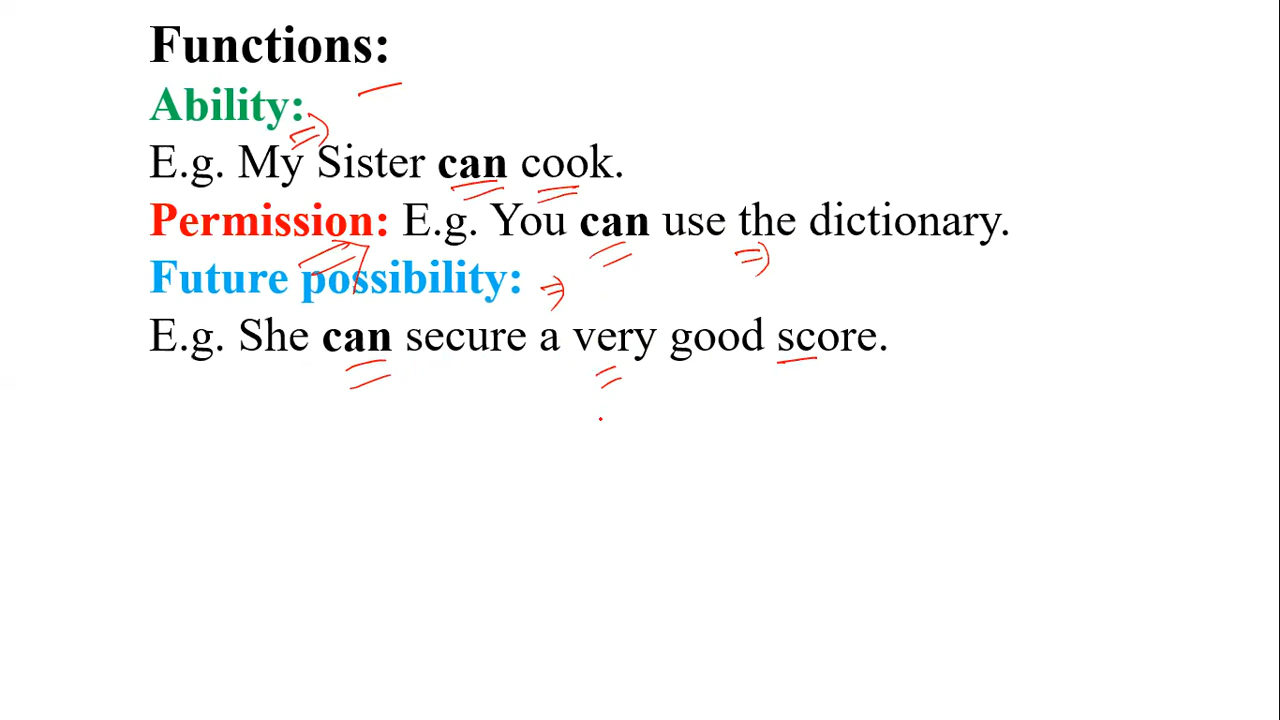 Functions:
Ability:
E.g. My Sister can cook.
Permission: E.g. You can use the dictionary.
Future possibility:
E.g. She can secure a very good score.